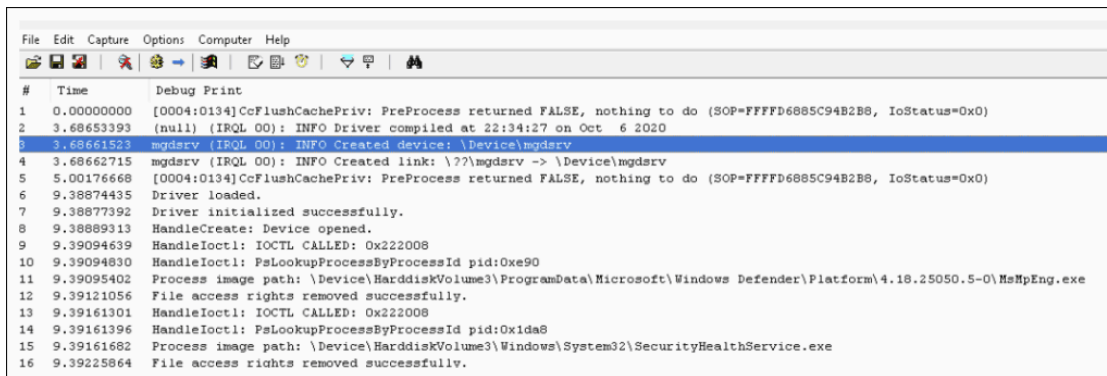 File Edit Capture Options Computer Help
# Time Debug Print
1 0.00000000 [0004:0134]CcFlushCachePriv: PreProcess returned FALSE, nothing to do (SOP=FFFFD6885C94B2B8, IoStatus=0x0)
2 3.68653393 (null) (IRQL 00): INFO Driver compiled at 22:34:27 on Oct  6 2020
3 3.68661523 mgdsrv (IRQL 00): INFO Created device: \Device\mgdsrv
4 3.68662715 mgdsrv (IRQL 00): INFO Created link: \??\mgdsrv -> \Device\mgdsrv
5 5.00176668 [0004:0134]CcFlushCachePriv: PreProcess returned FALSE, nothing to do (SOP=FFFFD6885C94B2B8, IoStatus=0x0)
6 9.38874435 Driver loaded.
7 9.38877392 Driver initialized successfully.
8 9.38889313 HandleCreate: Device opened.
9 9.39094639 HandleIoctl: IOCTL CALLED: 0x222008
10 9.39094830 HandleIoctl: PsLookupProcessByProcessId pid:0xe90
11 9.39095402 Process image path: \Device\HarddiskVolume3\ProgramData\Microsoft\Windows Defender\Platform\4.18.25050.5-0\MsMpEng.exe
12 9.39121056 File access rights removed successfully.
13 9.39161301 HandleIoctl: IOCTL CALLED: 0x222008
14 9.39161396 HandleIoctl: PsLookupProcessByProcessId pid:0x1da8
15 9.39161682 Process image path: \Device\HarddiskVolume3\Windows\System32\SecurityHealthService.exe
16 9.39225864 File access rights removed successfully.